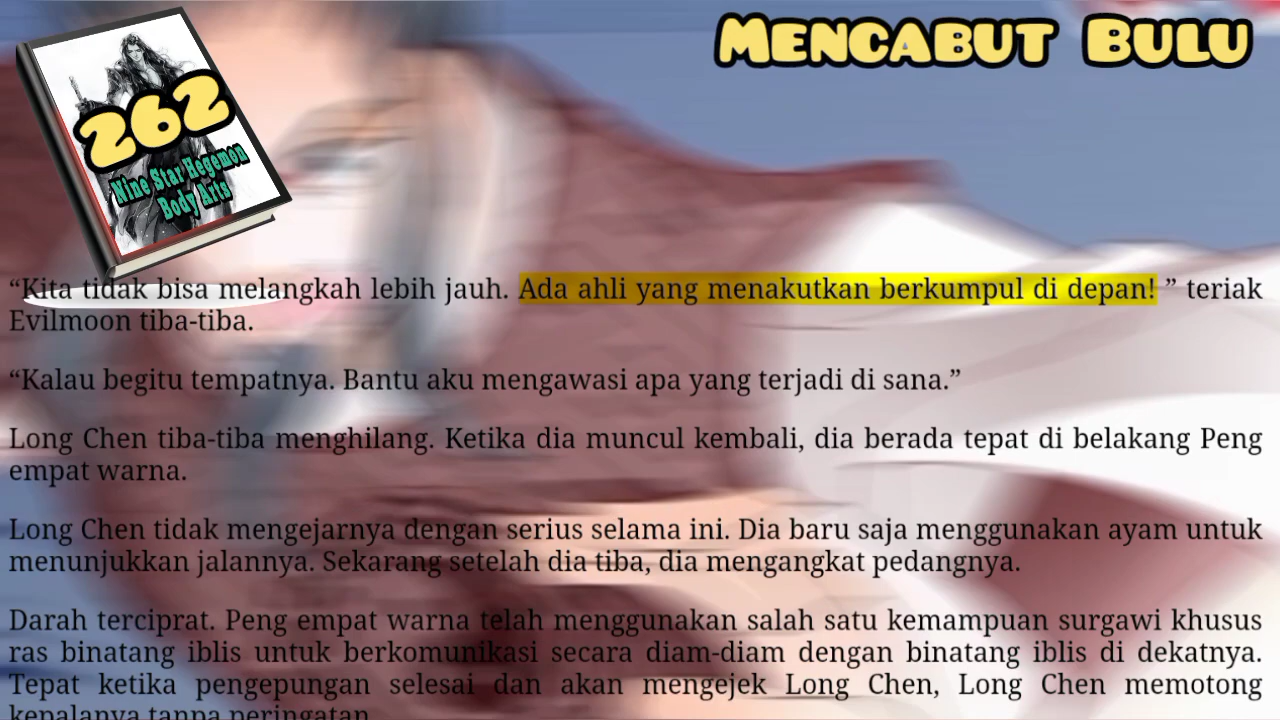 Mencabut Bulu
262
Nine Star Hegemon
Body Arts
“Kita tidak bisa melangkah lebih jauh. Ada ahli yang menakutkan berkumpul di depan! ” teriak
Evilmoon tiba-tiba.
“Kalau begitu tempatnya. Bantu aku mengawasi apa yang terjadi di sana.”
Long Chen tiba-tiba menghilang. Ketika dia muncul kembali, dia berada tepat di belakang Peng
empat warna.
Long Chen tidak mengejarnya dengan serius selama ini. Dia baru saja menggunakan ayam untuk
menunjukkan jalannya. Sekarang setelah dia tiba, dia mengangkat pedangnya.
Darah terciprat. Peng empat warna telah menggunakan salah satu kemampuan surgawi khusus
ras binatang iblis untuk berkomunikasi secara diam-diam dengan binatang iblis di dekatnya.
Tepat ketika pengepungan selesai dan akan mengejek Long Chen, Long Chen memotong
kepalanya tanpa peringatan.